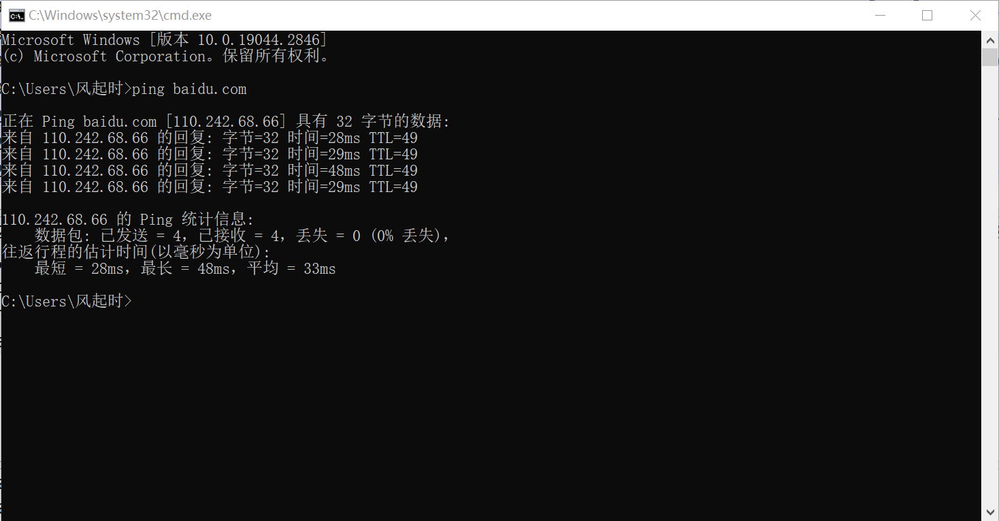 C:\Windows\system32\cmd.exe
Microsoft Windows [版本 10.0.19044.2846]
(c) Microsoft Corporation。保留所有权利。
C:\Users\风起时>ping baidu.com
正在 Ping baidu.com [110.242.68.66] 具有 32 字节的数据:
来自 110.242.68.66 的回复: 字节=32 时间=28ms TTL=49
来自 110.242.68.66 的回复: 字节=32 时间=29ms TTL=49
来自 110.242.68.66 的回复: 字节=32 时间=48ms TTL=49
来自 110.242.68.66 的回复: 字节=32 时间=29ms TTL=49
110.242.68.66 的 Ping 统计信息:
    数据包: 已发送 = 4，已接收 = 4，丢失 = 0 (0% 丢失)，
往返行程的估计时间(以毫秒为单位):
    最短 = 28ms，最长 = 48ms，平均 = 33ms
C:\Users\风起时>